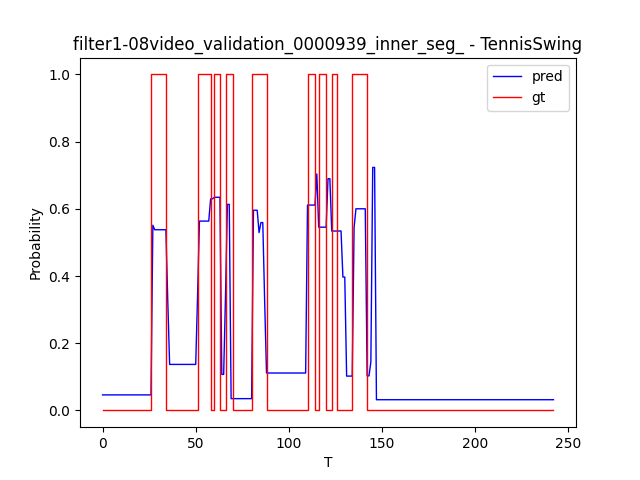 filter1-08video_validation_0000939_inner_seg_ - TennisSwing
pred
gt
1.0
0.8
0.6
0.4
0.2
0.0
Probability
0
50
100
150
200
250
T